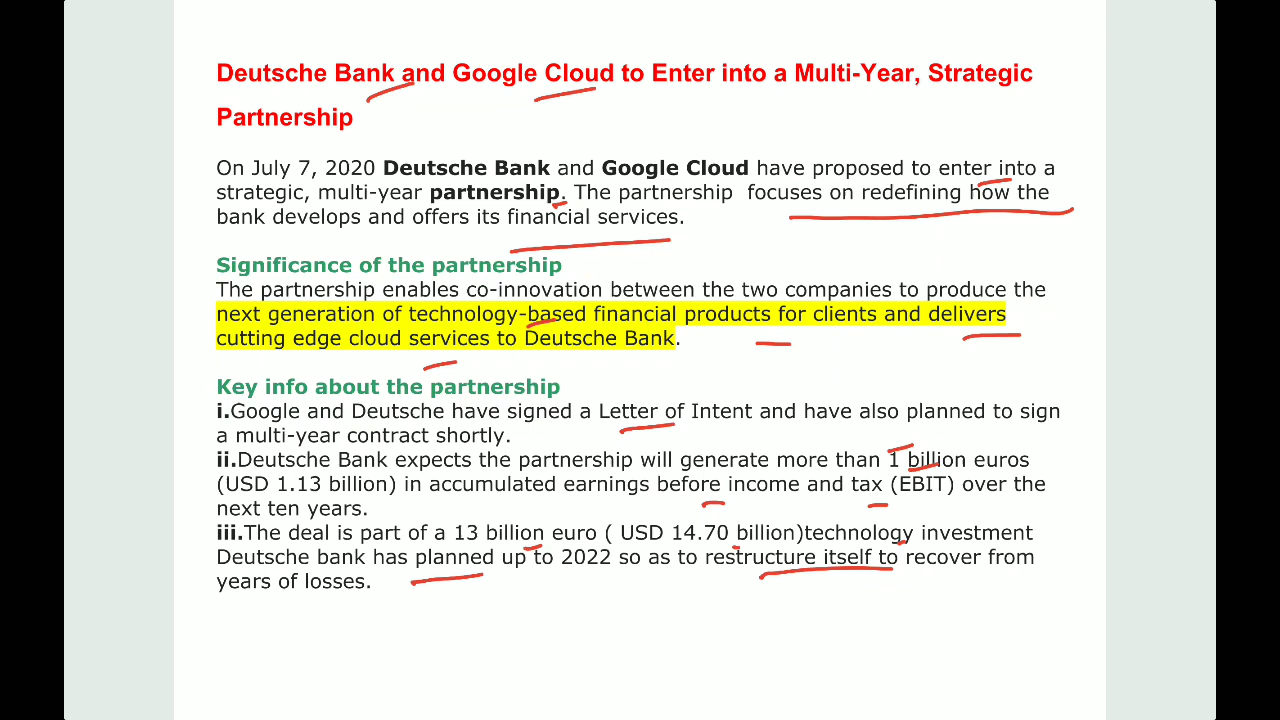 Deutsche Bank and Google Cloud to Enter into a Multi-Year, Strategic
Partnership
On July 7, 2020 Deutsche Bank and Google Cloud have proposed to enter into a
strategic, multi-year partnership. The partnership focuses on redefining how the
bank develops and offers its financial services.
Significance of the partnership
The partnership enables co-innovation between the two companies to produce the
next generation of technology-based financial products for clients and delivers
cutting edge cloud services to Deutsche Bank.
Key info about the partnership
i.Google and Deutsche have signed a Letter of Intent and have also planned to sign
a multi-year contract shortly.
ii.Deutsche Bank expects the partnership will generate more than 1 billion euros
(USD 1.13 billion) in accumulated earnings before income and tax (EBIT) over the
next ten years.
iii.The deal is part of a 13 billion euro ( USD 14.70 billion)technology investment
Deutsche bank has planned up to 2022 so as to restructure itself to recover from
years of losses.